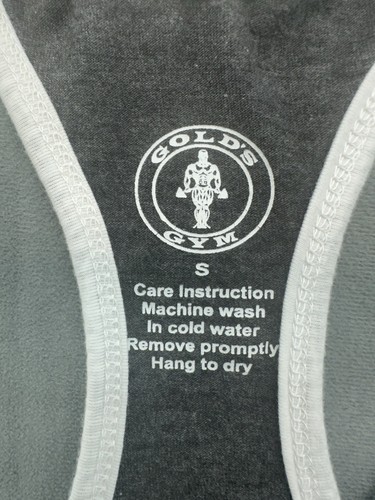 GOLD'S
GYM
S
Care Instruction
Machine wash
In cold water
Remove promptly
Hang to dry